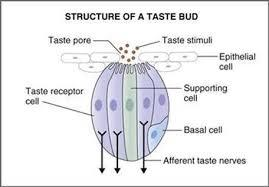 STRUCTURE OF A TASTE BUD
Taste pore
Taste stimuli
Epithelial
cell
Taste receptor
cell
Supporting
cell
Basal cell
Afferent taste nerves